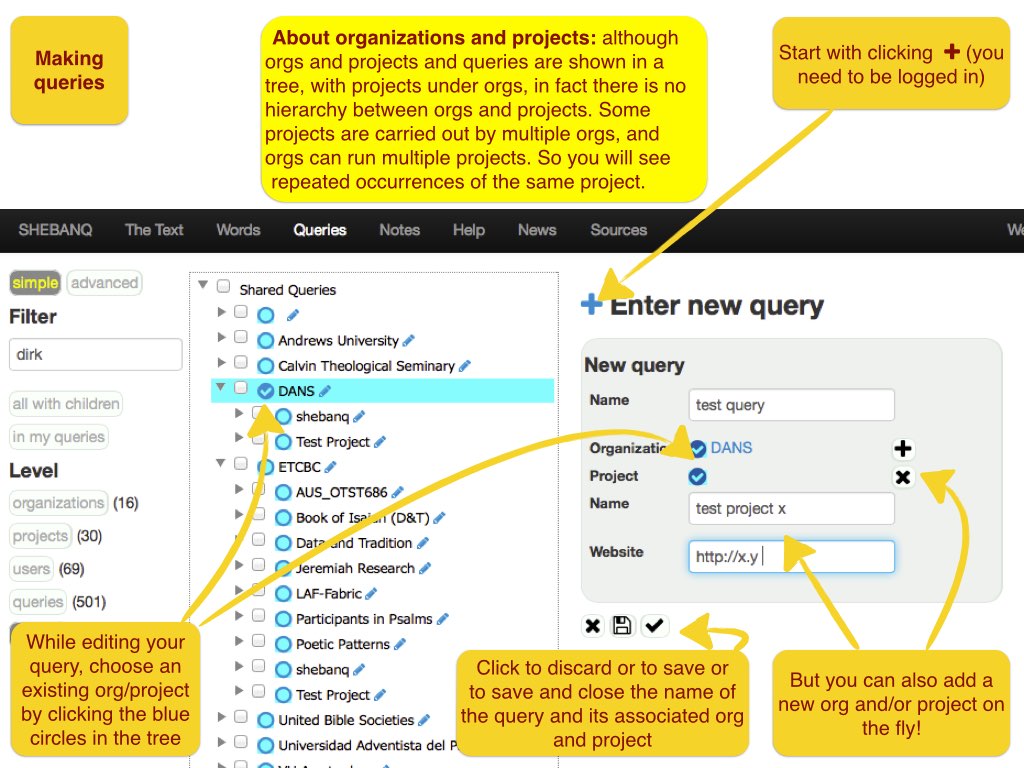 Making
queries
About organizations and projects: although
orgs and projects and queries are shown in a
tree, with projects under orgs, in fact there is no
hierarchy between orgs and projects. Some
projects are carried out by multiple orgs, and
orgs can run multiple projects. So you will see
repeated occurrences of the same project.
Start with clicking + (you
need to be logged in)
SHEBANQ The Text Words Queries Notes Help News Sources
simple advanced
Filter
dirk
all with children
in my queries
Level
organizations (16)
projects (30)
users (69)
queries (501)
While editing your
query, choose an
existing org/project
by clicking the blue
circles in the tree
Shared Queries
Andrews University
Calvin Theological Seminary
DANS
shebanq
Test Project
ETCBC
AUS_OTST686
Book of Isaiah (D&T)
Data and Tradition
Jeremiah Research
LAF-Fabric
Participants in Psalms
Poetic Patterns
shebanq
Test Project
United Bible Societies
Universidad Adventista del
Enter new query
New query
Name test query
DANS
Project
Name test project x
Website http://x.y
Click to discard or to save or
to save and close the name of
the query and its associated org
and project
But you can also add a
new org and/or project on
the fly!